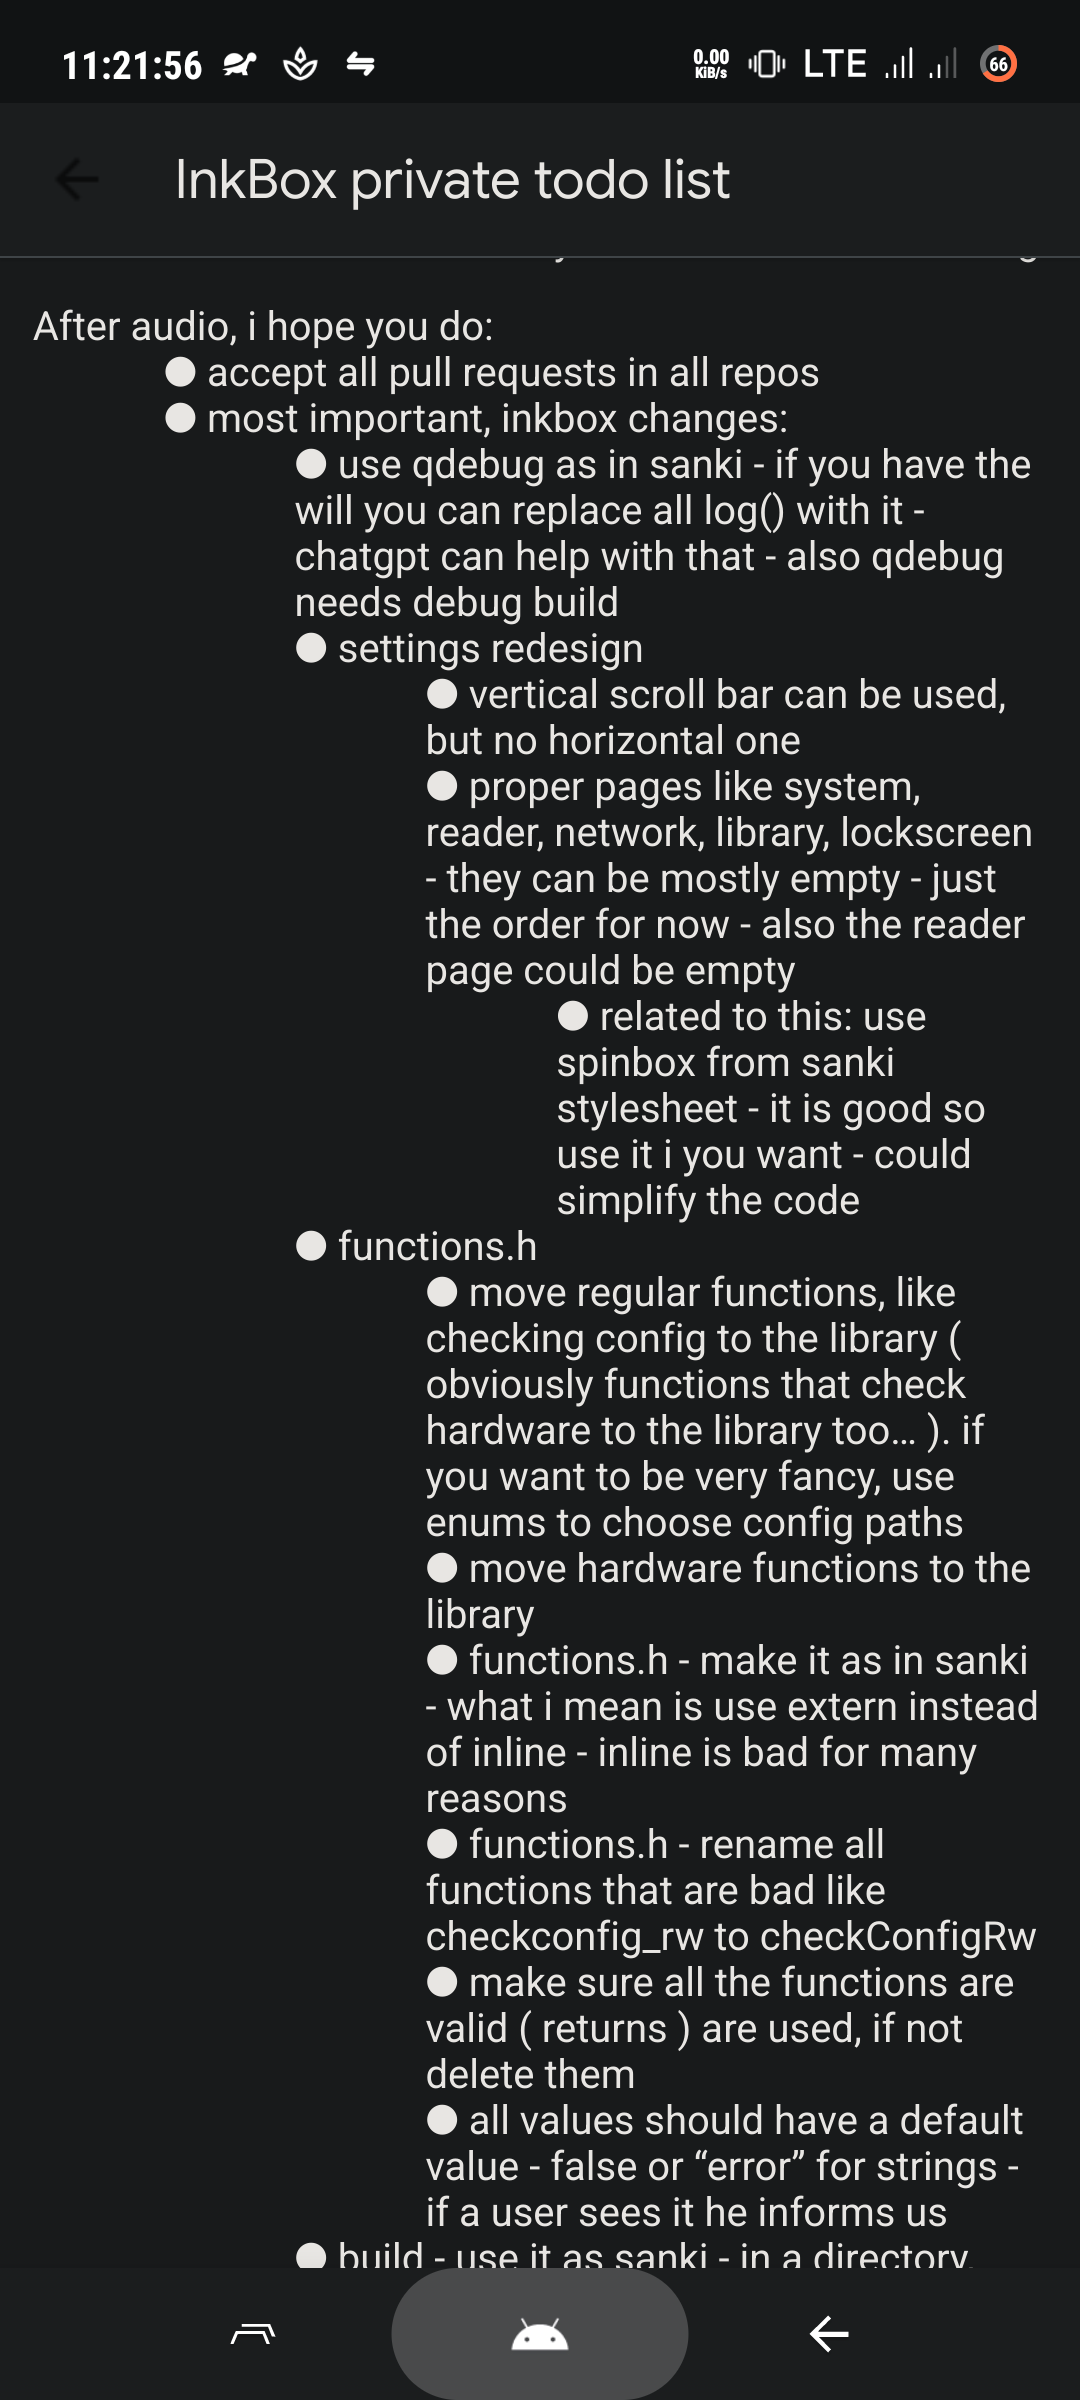 11:21:56
0.00
KiB/s
LTE
66
InkBox private todo list
After audio, i hope you do:
● accept all pull requests in all repos
● most important, inkbox changes:
● use qdebug as in sanki - if you have the
will you can replace all log() with it -
chatgpt can help with that - also qdebug
needs debug build
● settings redesign
● vertical scroll bar can be used,
but no horizontal one
● proper pages like system,
reader, network, library, lockscreen
- they can be mostly empty - just
the order for now - also the reader
page could be empty
● related to this: use
spinbox from sanki
stylesheet - it is good so
use it i you want - could
simplify the code
● functions.h
● move regular functions, like
checking config to the library (
obviously functions that check
hardware to the library too... ). if
you want to be very fancy, use
enums to choose config paths
● move hardware functions to the
library
● functions.h - make it as in sanki
- what i mean is use extern instead
of inline - inline is bad for many
reasons
● functions.h - rename all
functions that are bad like
checkconfig_rw to checkConfigRw
● make sure all the functions are
valid ( returns ) are used, if not
delete them
● all values should have a default
value - false or “error” for strings -
if a user sees it he informs us
● build - use it as sanki - in a directory.